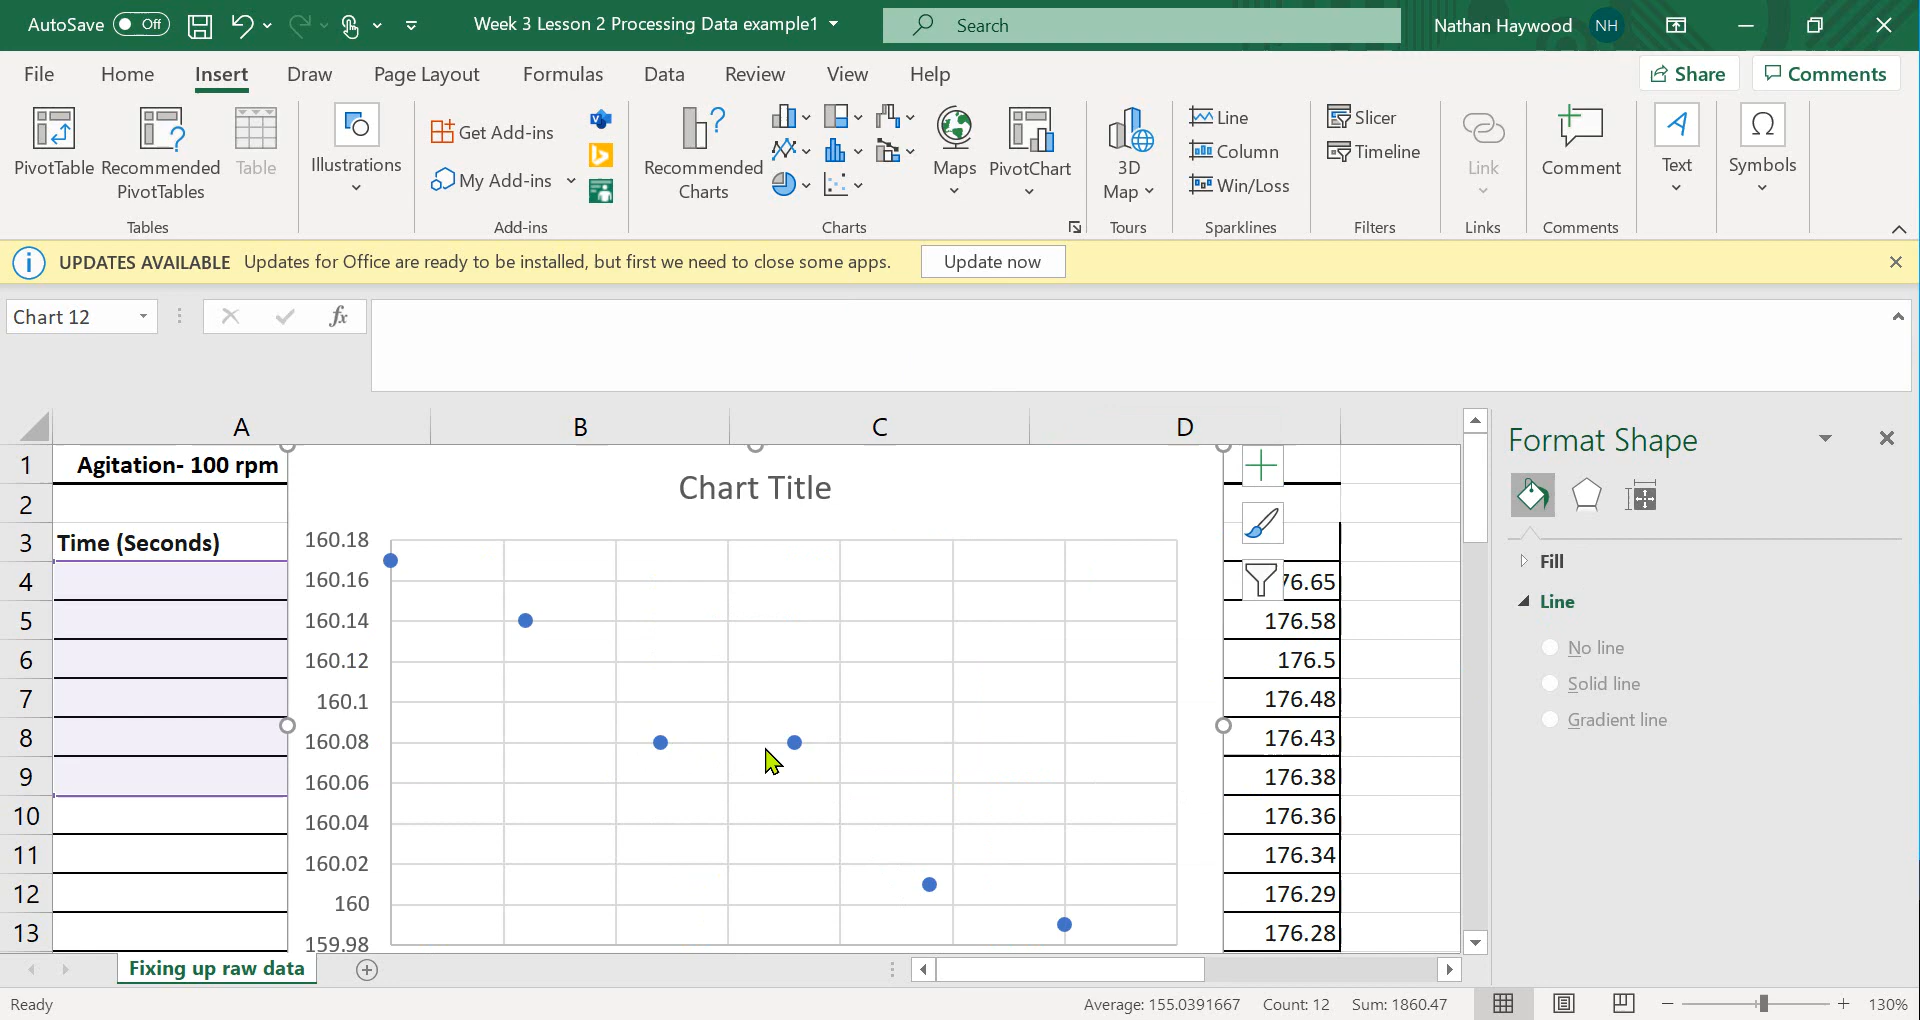 AutoSave Off Week 3 Lesson 2 Processing Data example1 Search Nathan Haywood NH
File Home Insert Draw Page Layout Formulas Data Review View Help Share Comments
PivotTable Recommended PivotTables Table
Tables
Illustrations
Get Add-ins
My Add-ins
Add-ins
Recommended Charts
Maps PivotChart
Charts
3D Map
Tours
Line
Column
Win/Loss
Sparklines
Slicer
Timeline
Filters
Link
Links
Comment
Comments
Text
Symbols
UPDATES AVAILABLE Updates for Office are ready to be installed, but first we need to close some apps. Update now
Chart 12 fx
A B C D
1 Agitation- 100 rpm
2
3 Time (Seconds)
4 76.65
5 176.58
6 176.5
7 176.48
8 176.43
9 176.38
10 176.36
11 176.34
12 176.29
13 176.28
Chart Title
160.18
160.16
160.14
160.12
160.1
160.08
160.06
160.04
160.02
160
159.98
Format Shape
Fill
Line
No line
Solid line
Gradient line
Fixing up raw data
Ready Average: 155.0391667 Count: 12 Sum: 1860.47 130%